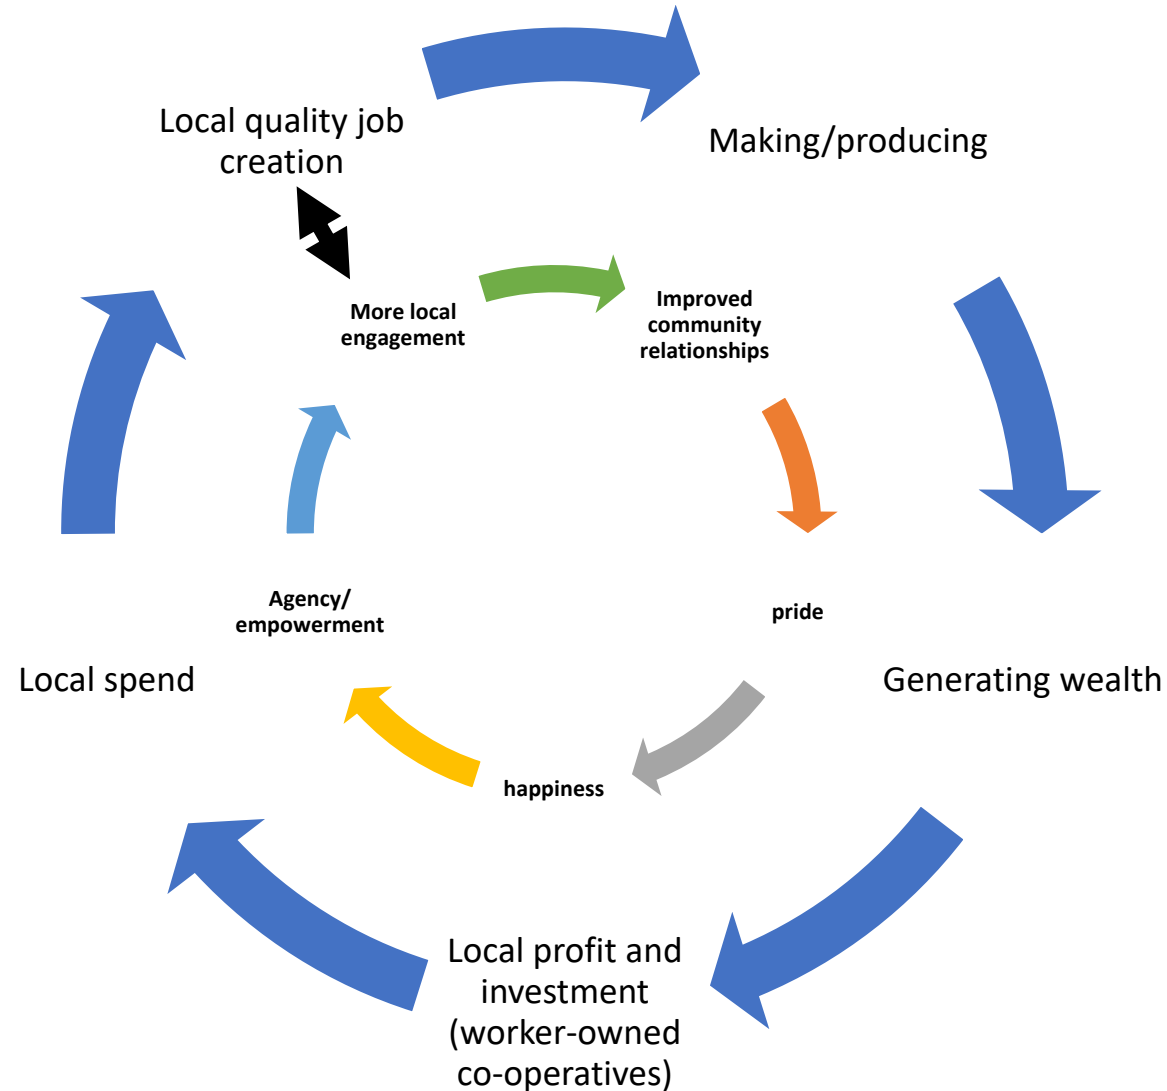 Local quality job
creation
Making/producing
More local
engagement
Improved
community
relationships
Agency/
empowerment
pride
Local spend
Generating wealth
happiness
Local profit and
investment
(worker-owned
co-operatives)